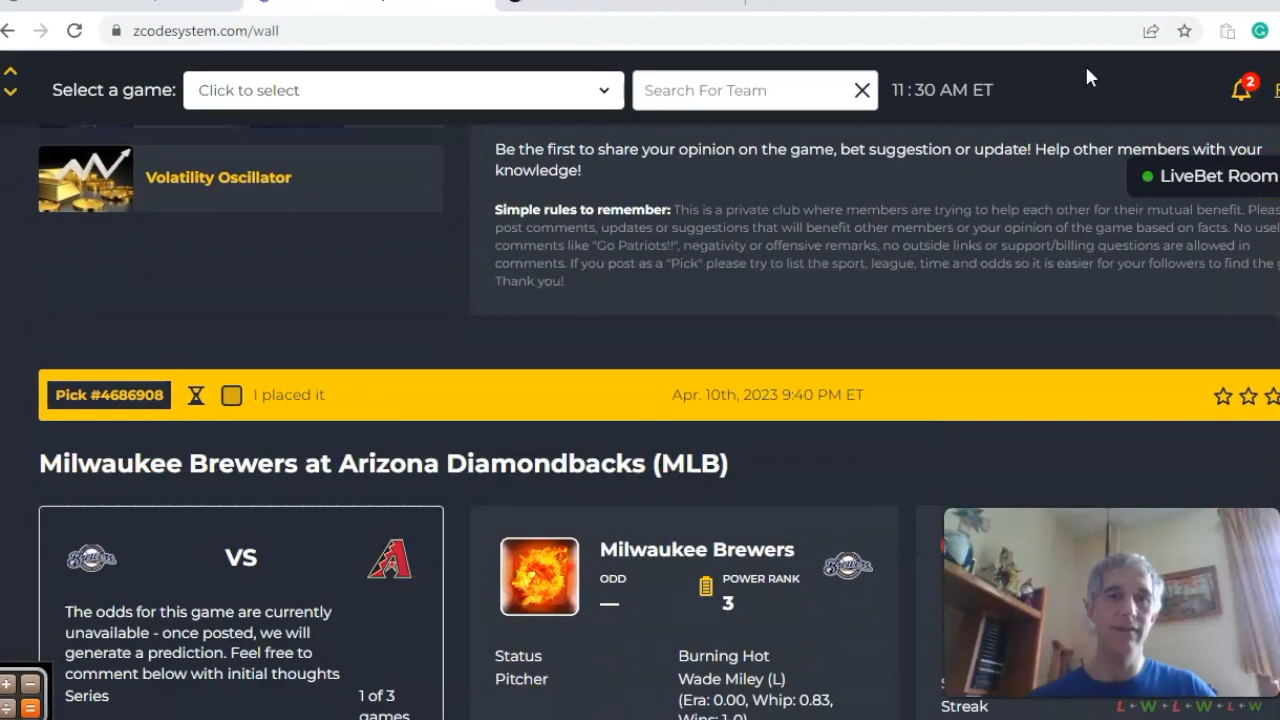 zcodesystem.com/wall
Select a game:
Click to select
Search For Team
11 : 30 AM ET
2
Volatility Oscillator
Be the first to share your opinion on the game, bet suggestion or update! Help other members with your
knowledge!
LiveBet Room
Simple rules to remember: This is a private club where members are trying to help each other for their mutual benefit. Pleas
post comments, updates or suggestions that will benefit other members or your opinion of the game based on facts. No usel
comments like "Go Patriots!!", negativity or offensive remarks, no outside links or support/billing questions are allowed in
comments. If you post as a "Pick" please try to list the sport, league, time and odds so it is easier for your followers to find the g
Thank you!
Pick #4686908
I placed it
Apr. 10th, 2023 9:40 PM ET
Milwaukee Brewers at Arizona Diamondbacks (MLB)
Brewers
VS
A
The odds for this game are currently
unavailable - once posted, we will
generate a prediction. Feel free to
comment below with initial thoughts
Series
1 of 3
games
Milwaukee Brewers
Brewers
ODD
—
POWER RANK
3
Status
Burning Hot
Pitcher
Wade Miley (L)
(Era: 0.00, Whip: 0.83,
Wins: 1-0)
Streak
L - W - L - W - L - W